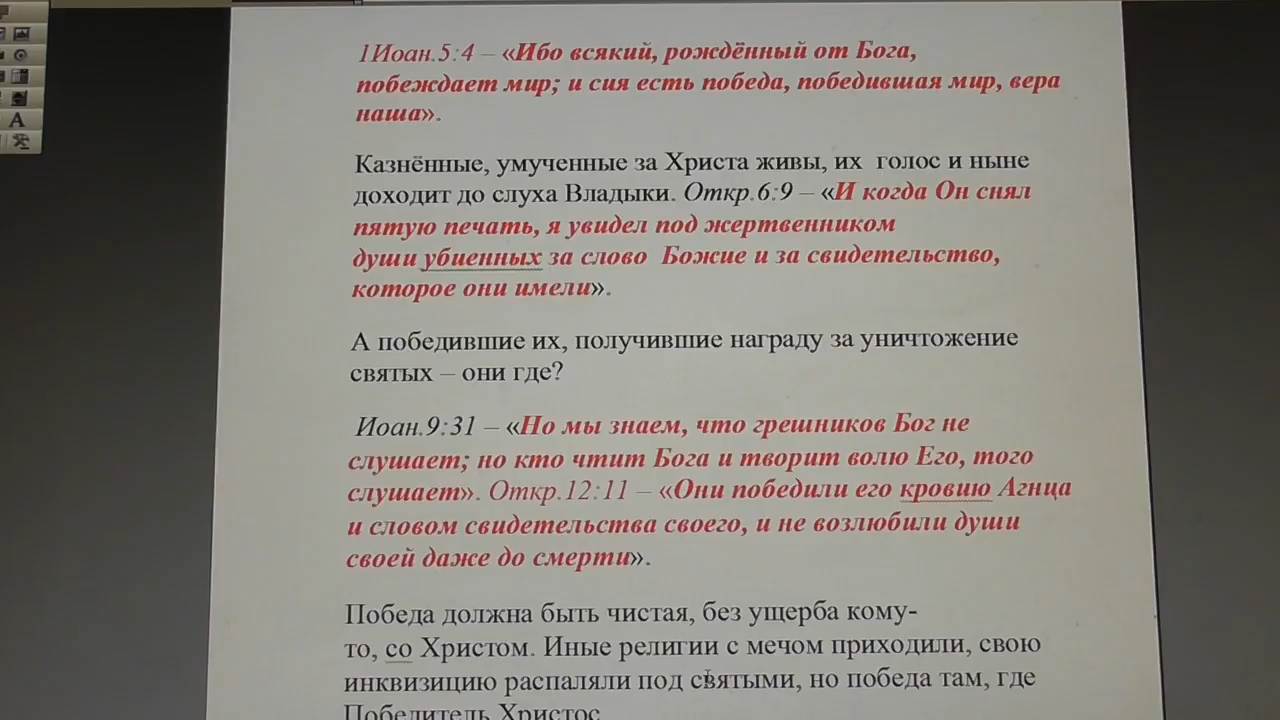 1Иоан.5:4 – «Ибо всякий, рождённый от Бога,
побеждает мир; и сия есть победа, победившая мир, вера
наша».
Казнённые, умученные за Христа живы, их  голос и ныне
доходит до слуха Владыки. Откр.6:9 – «И когда Он снял
пятую печать, я увидел под жертвенником
души убиенных за слово  Божие и за свидетельство,
которое они имели».
А победившие их, получившие награду за уничтожение
святых – они где?
Иоан.9:31 – «Но мы знаем, что грешников Бог не
слушает; но кто чтит Бога и творит волю Его, того
слушает». Откр.12:11 – «Они победили его кровию Агнца
и словом свидетельства своего, и не возлюбили души
своей даже до смерти».
Победа должна быть чистая, без ущерба кому-
то, со Христом. Иные религии с мечом приходили, свою
инквизицию распаляли под святыми, но победа там, где
Победитель Христос
A